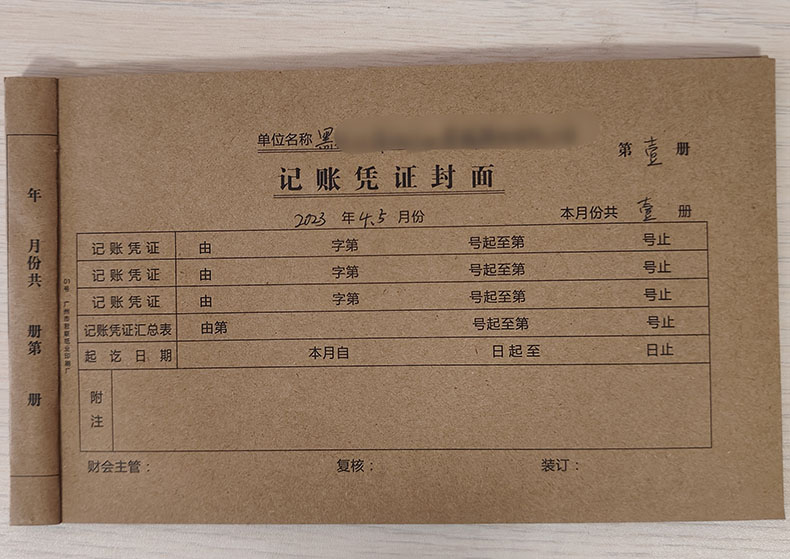 单位名称 黑
第 壹 册
记账凭证封面
2023 年 4.5 月份
本月份共 壹 册
记账凭证 由 字第 号起至第 号止
记账凭证 由 字第 号起至第 号止
记账凭证 由 字第 号起至第 号止
记账凭证汇总表 由第 号起至第 号止
起讫日期 本月自 日起至 日止
附注
财会主管： 复核： 装订：
年 月份共 册第 册